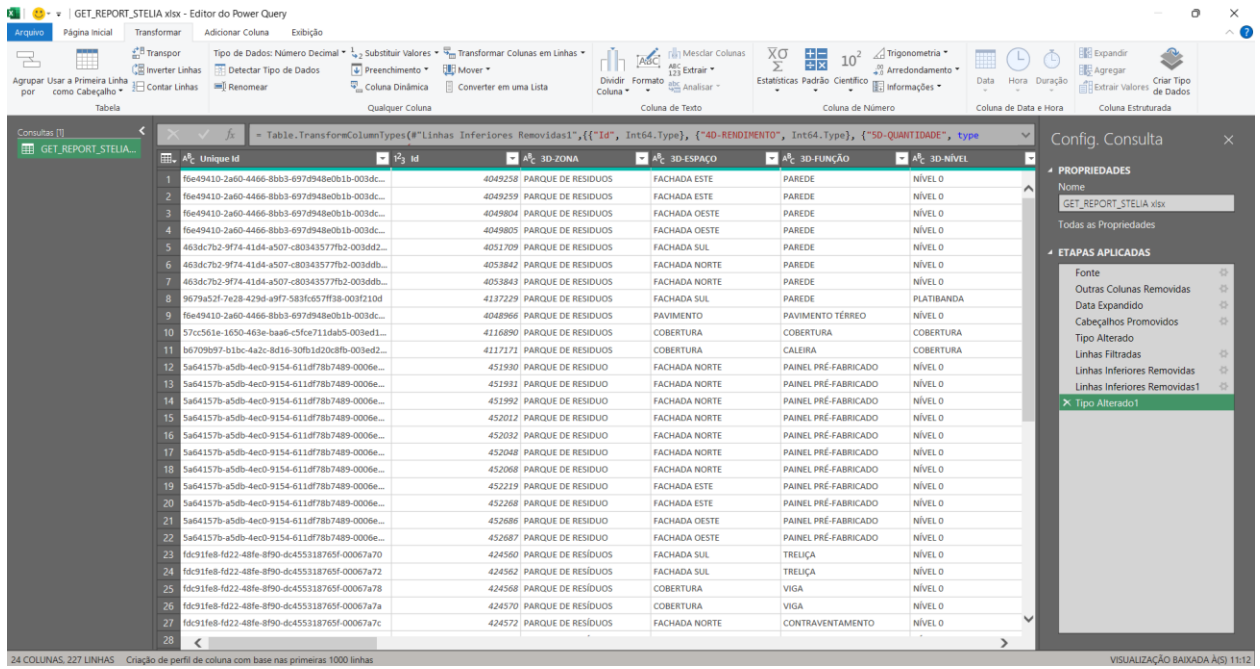 GET_REPORT_STELIA xlsx - Editor do Power Query
Arquivo Página Inicial Transformar Adicionar Coluna Exibição
Agrupar por
Usar a Primeira Linha como Cabeçalho
Transpor
Inverter Linhas
Contar Linhas
Tabela
Tipo de Dados: Número Decimal
Detectar Tipo de Dados
Renomear
Substituir Valores
Preenchimento
Coluna Dinâmica
Transformar Colunas em Linhas
Mover
Converter em uma Lista
Qualquer Coluna
Dividir Coluna
Formato
Mesclar Colunas
Extrair
Analisar
Coluna de Texto
Estatísticas Padrão Científico
Trigonometria
Arredondamento
Informações
Coluna de Número
Data Hora Duração
Coluna de Data e Hora
Expandir
Agregar
Extrair Valores
Criar Tipo de Dados
Coluna Estruturada
Consultas [1]
GET_REPORT_STELIA...
= Table.TransformColumnTypes(#"Linhas Inferiores Removidas1",{{"Id", Int64.Type}, {"4D-RENDIMENTO", Int64.Type}, {"5D-QUANTIDADE", type
Unique Id Id 3D-ZONA 3D-ESPAÇO 3D-FUNÇÃO 3D-NÍVEL
1 f6e49410-2a60-4466-8bb3-697d948e0b1b-003dc... 4049258 PARQUE DE RESIDUOS FACHADA ESTE PAREDE NÍVEL 0
2 f6e49410-2a60-4466-8bb3-697d948e0b1b-003dc... 4049259 PARQUE DE RESIDUOS FACHADA ESTE PAREDE NÍVEL 0
3 f6e49410-2a60-4466-8bb3-697d948e0b1b-003dc... 4049804 PARQUE DE RESIDUOS FACHADA OESTE PAREDE NÍVEL 0
4 f6e49410-2a60-4466-8bb3-697d948e0b1b-003dc... 4049805 PARQUE DE RESIDUOS FACHADA OESTE PAREDE NÍVEL 0
5 463dc7b2-9f74-41d4-a507-c80343577fb2-003dd2... 4051709 PARQUE DE RESIDUOS FACHADA SUL PAREDE NÍVEL 0
6 463dc7b2-9f74-41d4-a507-c80343577fb2-003ddb... 4053842 PARQUE DE RESIDUOS FACHADA NORTE PAREDE NÍVEL 0
7 463dc7b2-9f74-41d4-a507-c80343577fb2-003ddb... 4053843 PARQUE DE RESIDUOS FACHADA NORTE PAREDE NÍVEL 0
8 9679a52f-7e28-429d-a9f7-583fc657ff38-003f210d 4137229 PARQUE DE RESIDUOS FACHADA SUL PAREDE PLATIBANDA
9 f6e49410-2a60-4466-8bb3-697d948e0b1b-003dc... 4048966 PARQUE DE RESIDUOS PAVIMENTO PAVIMENTO TÉRREO NÍVEL 0
10 57cc561e-1650-463e-baa6-c5fce711dab5-003ed1... 4116890 PARQUE DE RESIDUOS COBERTURA COBERTURA COBERTURA
11 b6709b97-b1bc-4a2c-8d16-30fb1d20c8fb-003ed2... 4117171 PARQUE DE RESIDUOS COBERTURA CALEIRA COBERTURA
12 5a64157b-a5db-4ec0-9154-611df78b7489-0006e... 451930 PARQUE DE RESIDUO FACHADA NORTE PAINEL PRÉ-FABRICADO NÍVEL 0
13 5a64157b-a5db-4ec0-9154-611df78b7489-0006e... 451931 PARQUE DE RESIDUO FACHADA NORTE PAINEL PRÉ-FABRICADO NÍVEL 0
14 5a64157b-a5db-4ec0-9154-611df78b7489-0006e... 451992 PARQUE DE RESIDUO FACHADA NORTE PAINEL PRÉ-FABRICADO NÍVEL 0
15 5a64157b-a5db-4ec0-9154-611df78b7489-0006e... 452012 PARQUE DE RESIDUO FACHADA NORTE PAINEL PRÉ-FABRICADO NÍVEL 0
16 5a64157b-a5db-4ec0-9154-611df78b7489-0006e... 452032 PARQUE DE RESIDUO FACHADA NORTE PAINEL PRÉ-FABRICADO NÍVEL 0
17 5a64157b-a5db-4ec0-9154-611df78b7489-0006e... 452048 PARQUE DE RESIDUO FACHADA NORTE PAINEL PRÉ-FABRICADO NÍVEL 0
18 5a64157b-a5db-4ec0-9154-611df78b7489-0006e... 452068 PARQUE DE RESIDUO FACHADA NORTE PAINEL PRÉ-FABRICADO NÍVEL 0
19 5a64157b-a5db-4ec0-9154-611df78b7489-0006e... 452219 PARQUE DE RESIDUO FACHADA ESTE PAINEL PRÉ-FABRICADO NÍVEL 0
20 5a64157b-a5db-4ec0-9154-611df78b7489-0006e... 452268 PARQUE DE RESIDUO FACHADA ESTE PAINEL PRÉ-FABRICADO NÍVEL 0
21 5a64157b-a5db-4ec0-9154-611df78b7489-0006e... 452686 PARQUE DE RESIDUO FACHADA OESTE PAINEL PRÉ-FABRICADO NÍVEL 0
22 5a64157b-a5db-4ec0-9154-611df78b7489-0006e... 452687 PARQUE DE RESIDUO FACHADA OESTE PAINEL PRÉ-FABRICADO NÍVEL 0
23 fdc91fe8-fd22-48fe-8f90-dc455318765f-00067a70 424560 PARQUE DE RESÍDUOS FACHADA SUL TRELIÇA NÍVEL 0
24 fdc91fe8-fd22-48fe-8f90-dc455318765f-00067a72 424562 PARQUE DE RESÍDUOS FACHADA SUL TRELIÇA NÍVEL 0
25 fdc91fe8-fd22-48fe-8f90-dc455318765f-00067a78 424568 PARQUE DE RESÍDUOS COBERTURA VIGA NÍVEL 0
26 fdc91fe8-fd22-48fe-8f90-dc455318765f-00067a7a 424570 PARQUE DE RESÍDUOS COBERTURA VIGA NÍVEL 0
27 fdc91fe8-fd22-48fe-8f90-dc455318765f-00067a7c 424572 PARQUE DE RESÍDUOS FACHADA NORTE CONTRAVENTAMENTO NÍVEL 0
28
Config. Consulta
PROPRIEDADES
Nome
GET_REPORT_STELIA xlsx
Todas as Propriedades
ETAPAS APLICADAS
Fonte
Outras Colunas Removidas
Data Expandido
Cabeçalhos Promovidos
Tipo Alterado
Linhas Filtradas
Linhas Inferiores Removidas
Linhas Inferiores Removidas1
Tipo Alterado1
24 COLUNAS, 227 LINHAS Criação de perfil de coluna com base nas primeiras 1000 linhas
VISUALIZAÇÃO BAIXADA À(S) 11:12